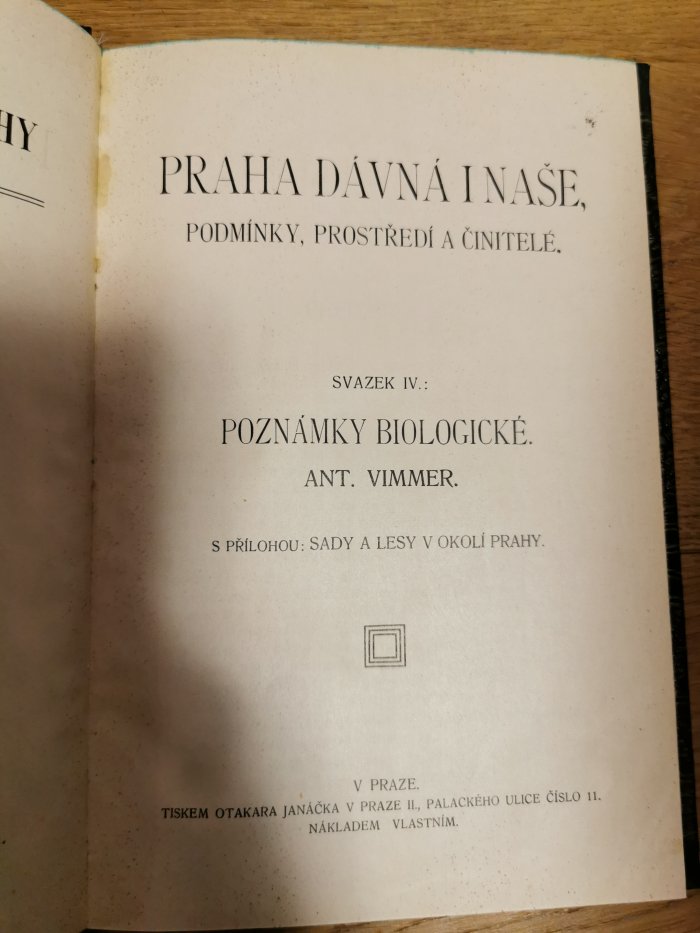 HY
PRAHA DÁVNÁ I NAŠE,
PODMÍNKY, PROSTŘEDÍ A ČINITELÉ.
SVAZEK IV.:
POZNÁMKY BIOLOGICKÉ.
ANT. VIMMER.
S PŘÍLOHOU: SADY A LESY V OKOLÍ PRAHY.
V PRAZE.
TISKEM OTAKARA JANÁČKA V PRAZE II., PALACKÉHO ULICE ČÍSLO 11.
NÁKLADEM VLASTNÍM.